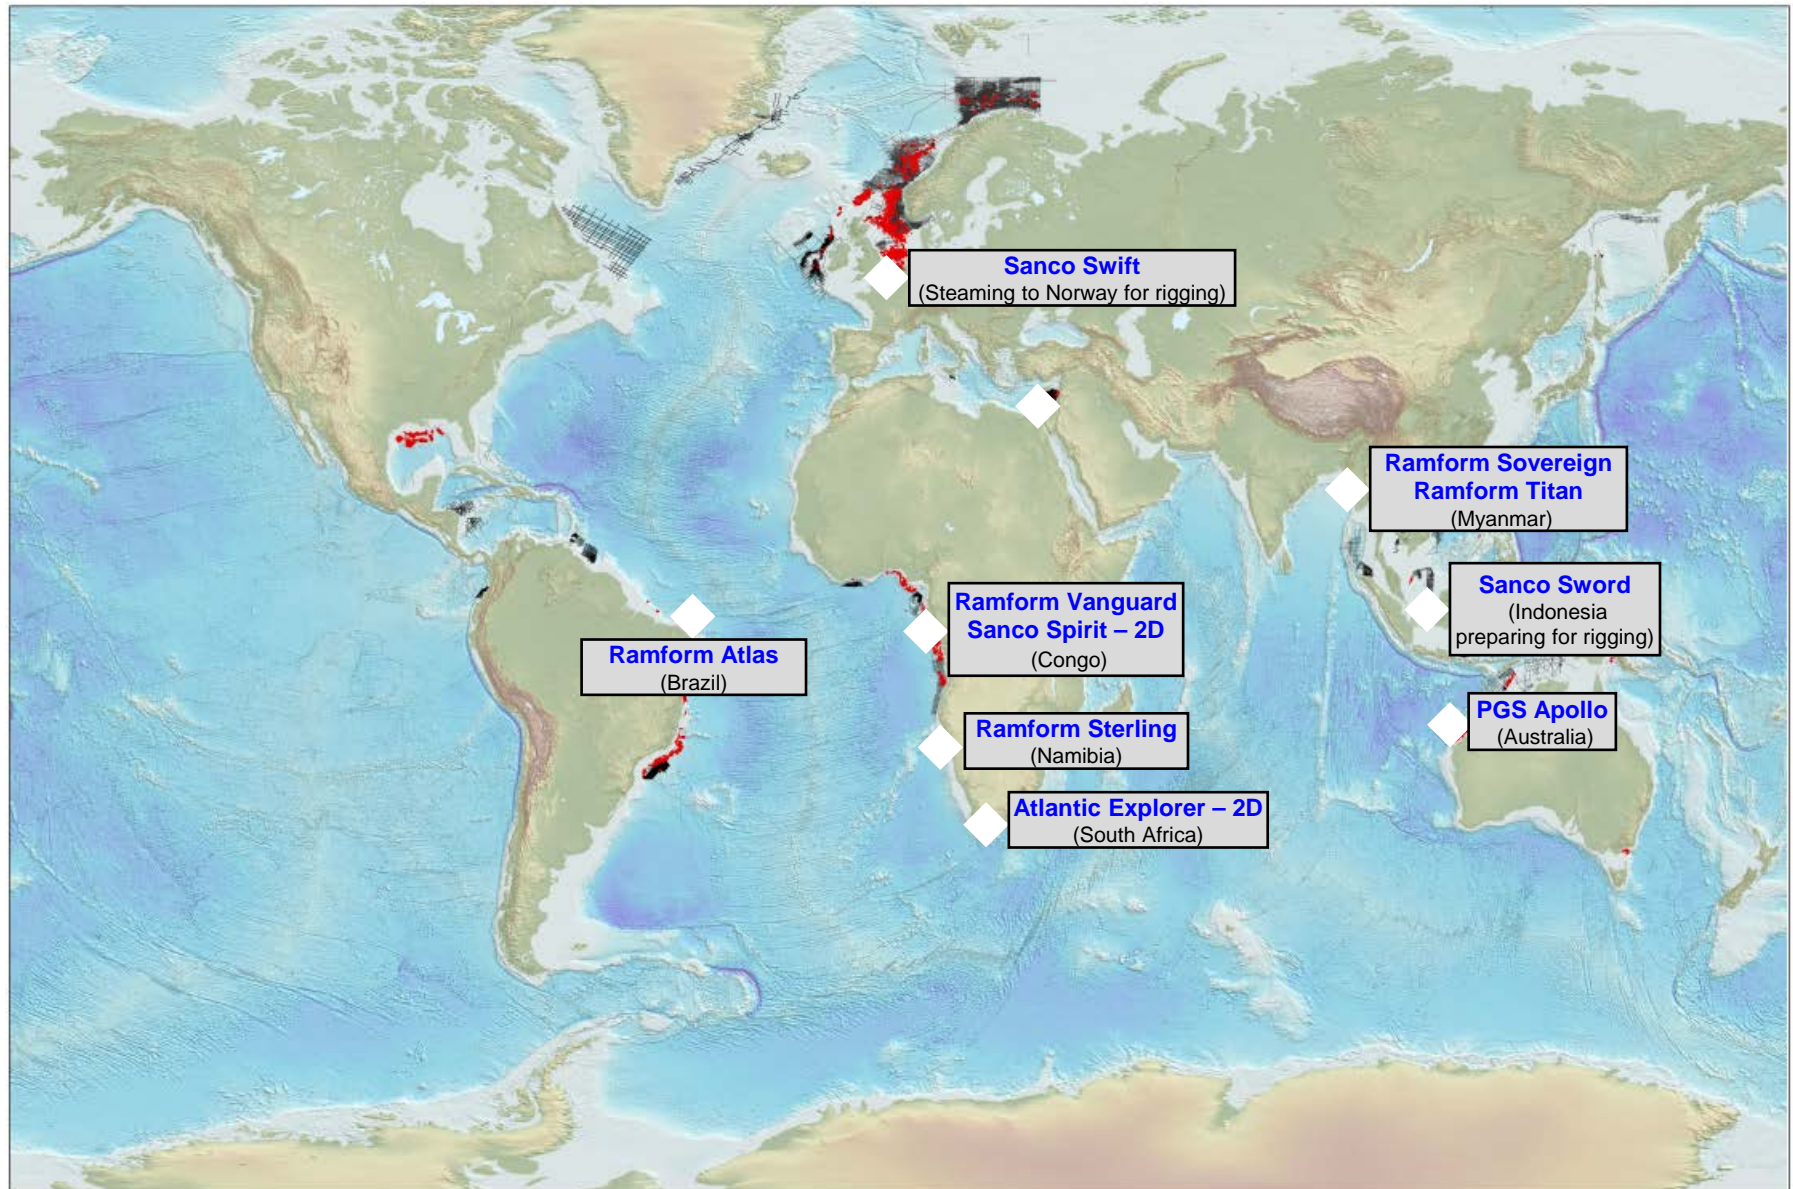 Sanco Swift
(Steaming to Norway for rigging)
Ramform Sovereign
Ramform Titan
(Myanmar)
Sanco Sword
(Indonesia
preparing for rigging)
Ramform Vanguard
Sanco Spirit – 2D
(Congo)
Ramform Atlas
(Brazil)
PGS Apollo
(Australia)
Ramform Sterling
(Namibia)
Atlantic Explorer – 2D
(South Africa)